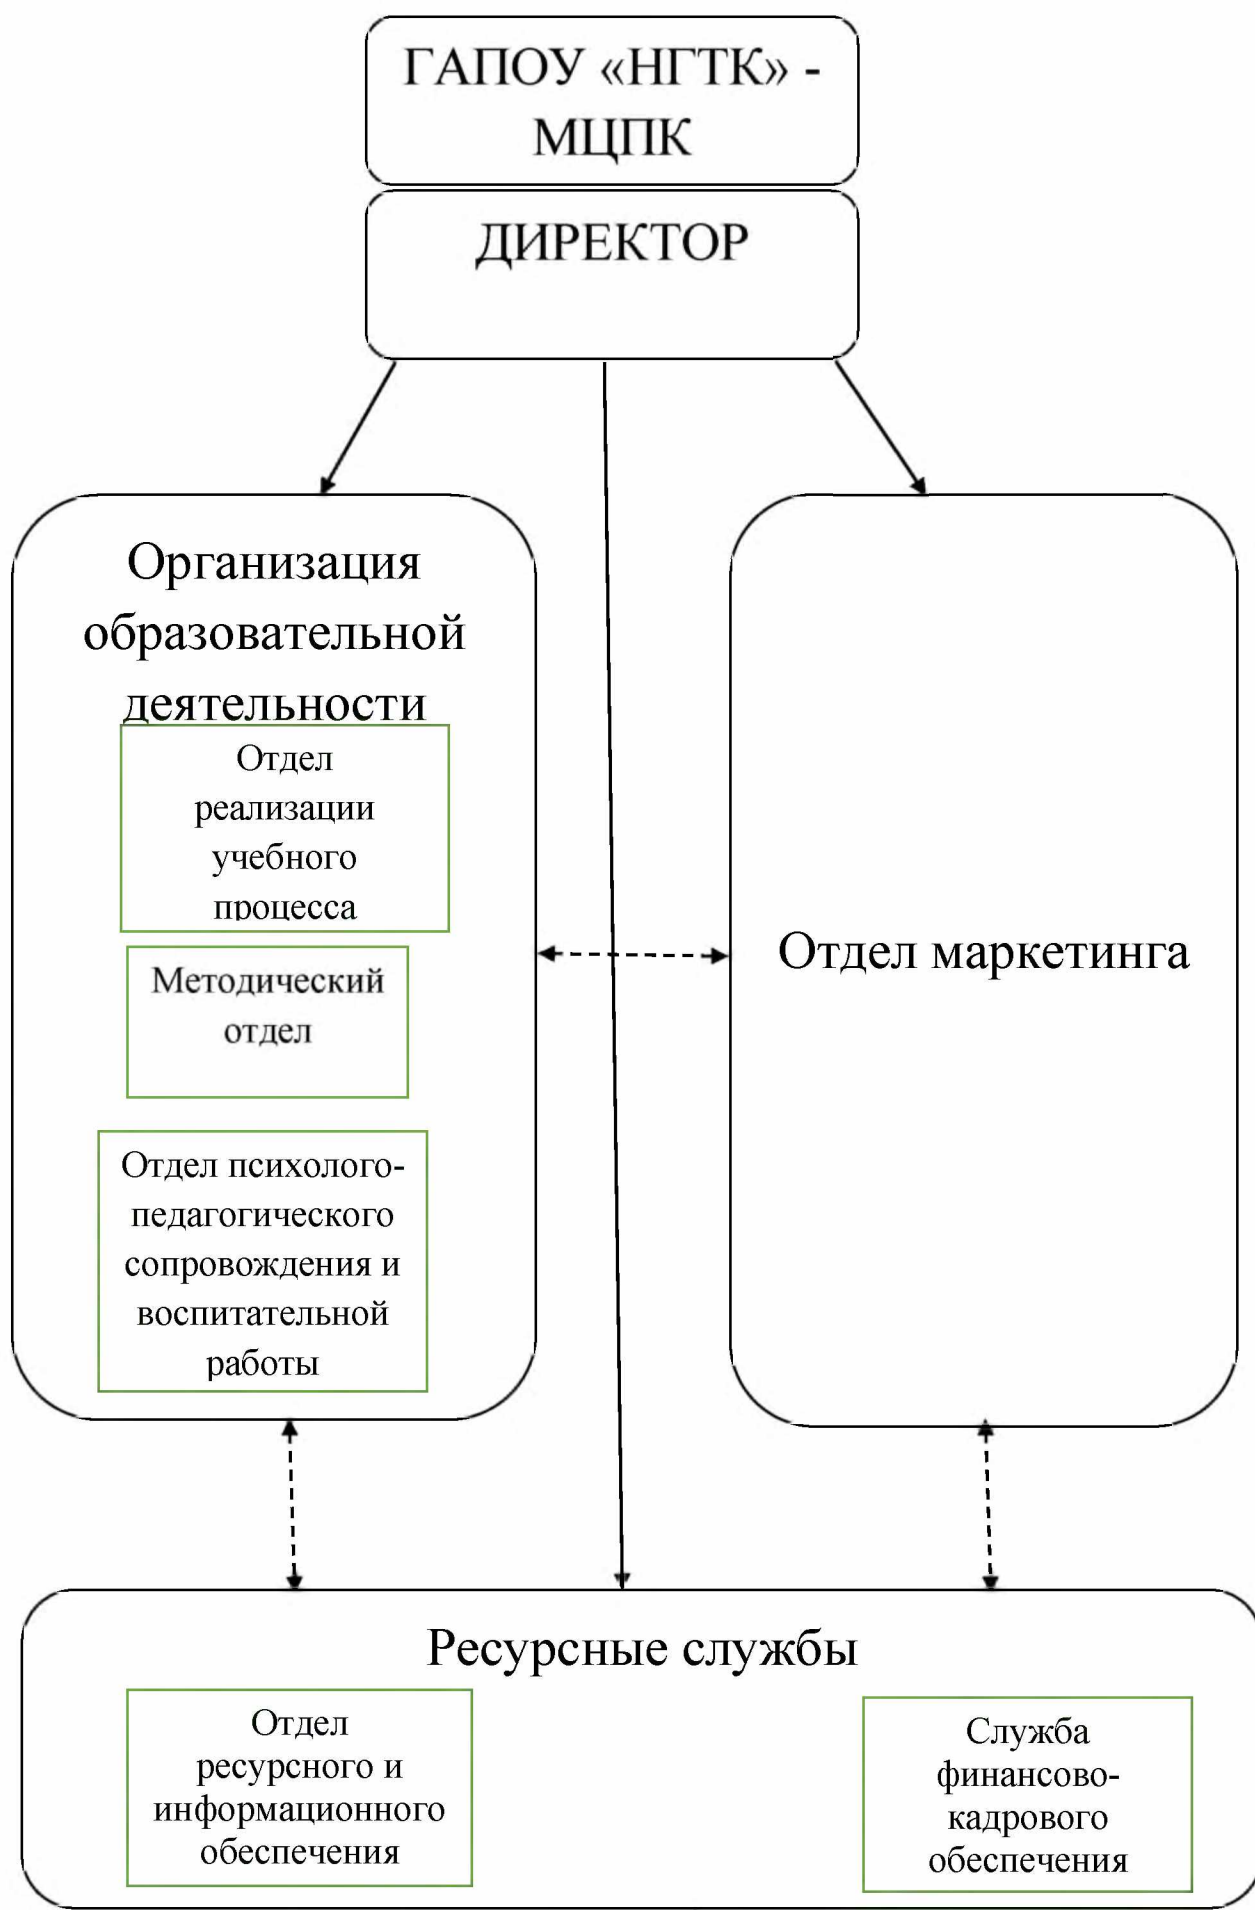 ГАПОУ «НГТК» -
МЦПК
ДИРЕКТОР
Организация
образовательной
деятельности
Отдел
реализации
учебного
процесса
Методический
отдел
Отдел психолого-
педагогического
сопровождения и
воспитательной
работы
Отдел маркетинга
Ресурсные службы
Отдел
ресурсного и
информационного
обеспечения
Служба
финансово-
кадрового
обеспечения